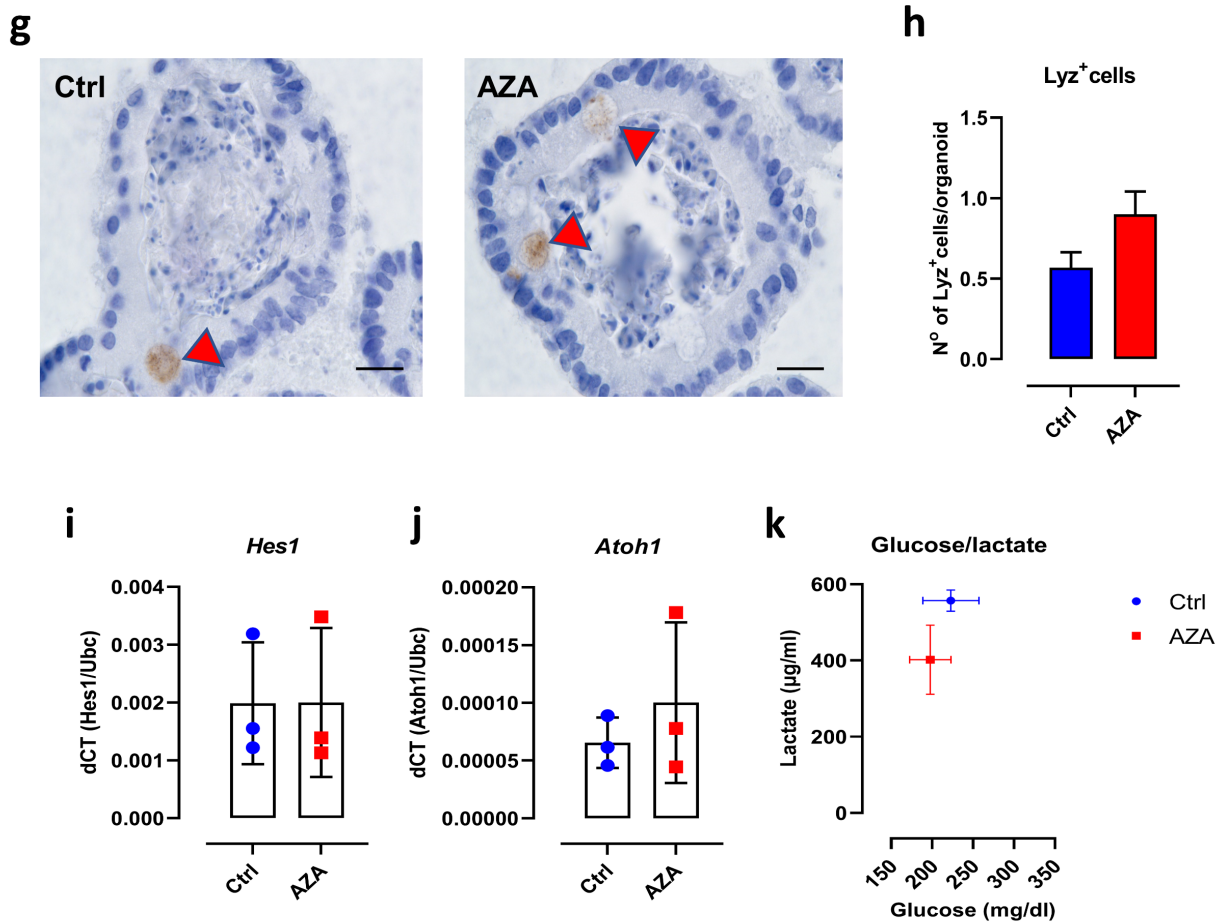 g
Ctrl
AZA
h
Lyz+cells
Nº of Lyz+ cells/organoid
1.5
1.0
0.5
0.0
Ctrl
AZA
i
Hes1
dCT (Hes1/Ubc)
0.004
0.003
0.002
0.001
0.000
Ctrl
AZA
j
Atoh1
dCT (Atoh1/Ubc)
0.00020
0.00015
0.00010
0.00005
0.00000
Ctrl
AZA
k
Glucose/lactate
Lactate (µg/ml)
600
400
200
0
150
200
250
300
350
Glucose (mg/dl)
Ctrl
AZA